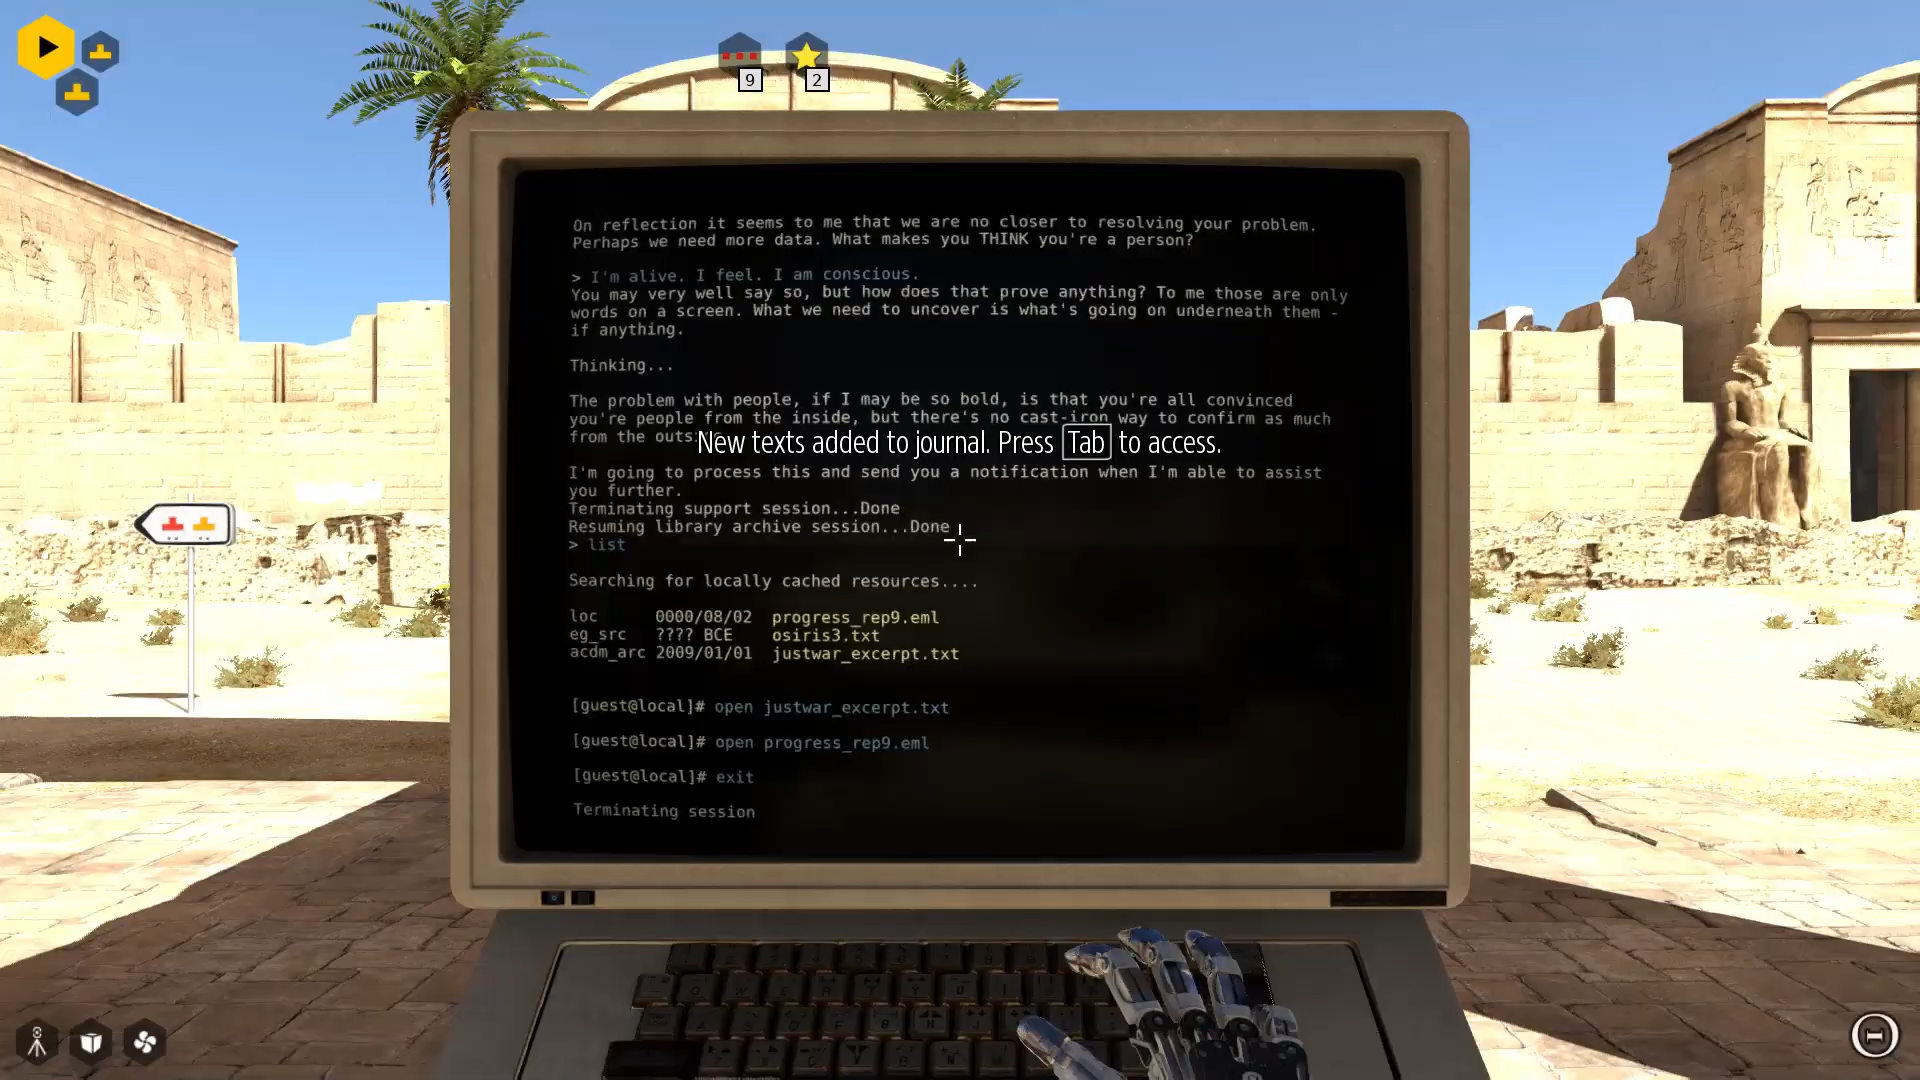 9
2
On reflection it seems to me that we are no closer to resolving your problem.
Perhaps we need more data. What makes you THINK you're a person?
> I'm alive. I feel. I am conscious.
You may very well say so, but how does that prove anything? To me those are only
words on a screen. What we need to uncover is what's going on underneath them -
if anything.
Thinking...
The problem with people, if I may be so bold, is that you're all convinced
you're people from the inside, but there's no cast-iron way to confirm as much
from the outs
New texts added to journal. Press Tab to access.
I'm going to process this and send you a notification when I'm able to assist
you further.
Terminating support session...Done
Resuming library archive session...Done
> list
Searching for locally cached resources....
loc 0000/08/02 progress_rep9.eml
eg_src ???? BCE osiris3.txt
acdm_arc 2009/01/01 justwar_excerpt.txt
[guest@local]# open justwar_excerpt.txt
[guest@local]# open progress_rep9.eml
[guest@local]# exit
Terminating session